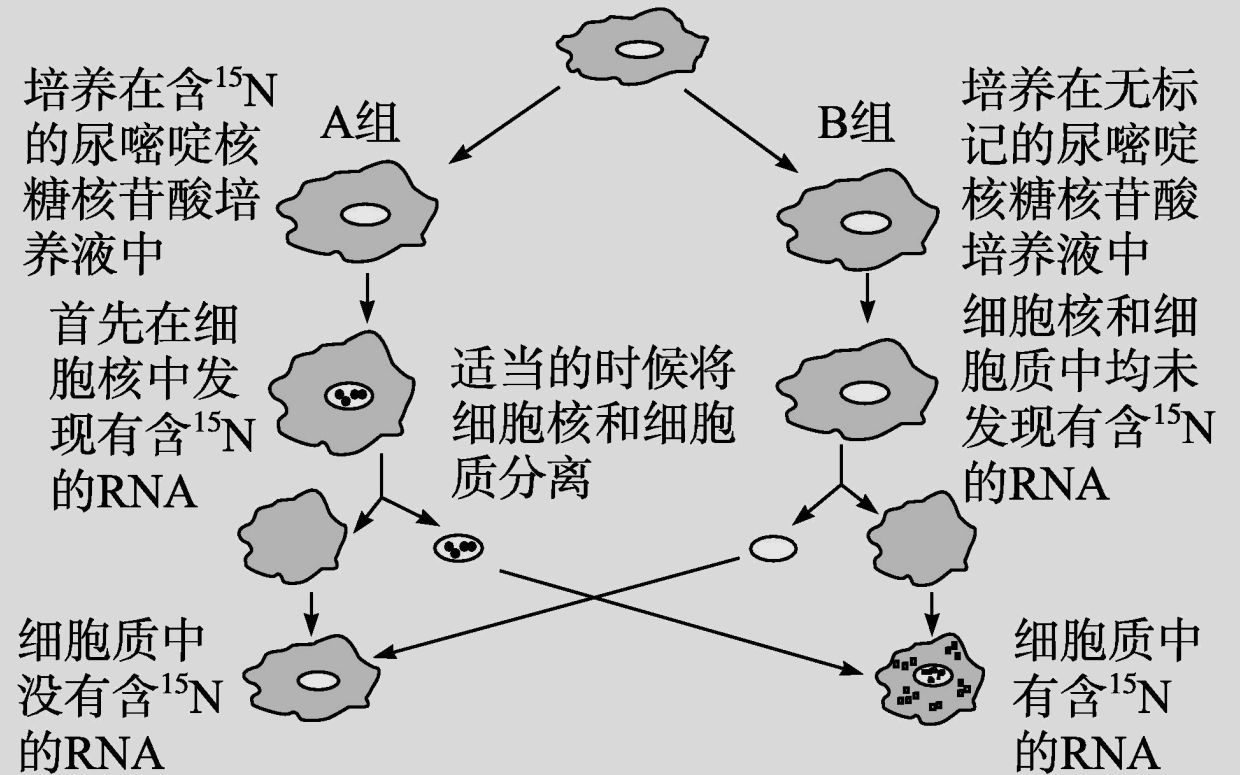 培养在含¹⁵N
的尿嘧啶核
糖核苷酸培
养液中
A组
B组
培养在无标
记的尿嘧啶
核糖核苷酸
培养液中
首先在细
胞核中发
现有含¹⁵N
的RNA
适当的时候将
细胞核和细胞
质分离
细胞核和细
胞质中均未
发现有含¹⁵N
的RNA
细胞质中
没有含¹⁵N
的RNA
细胞质中
有含¹⁵N
的RNA